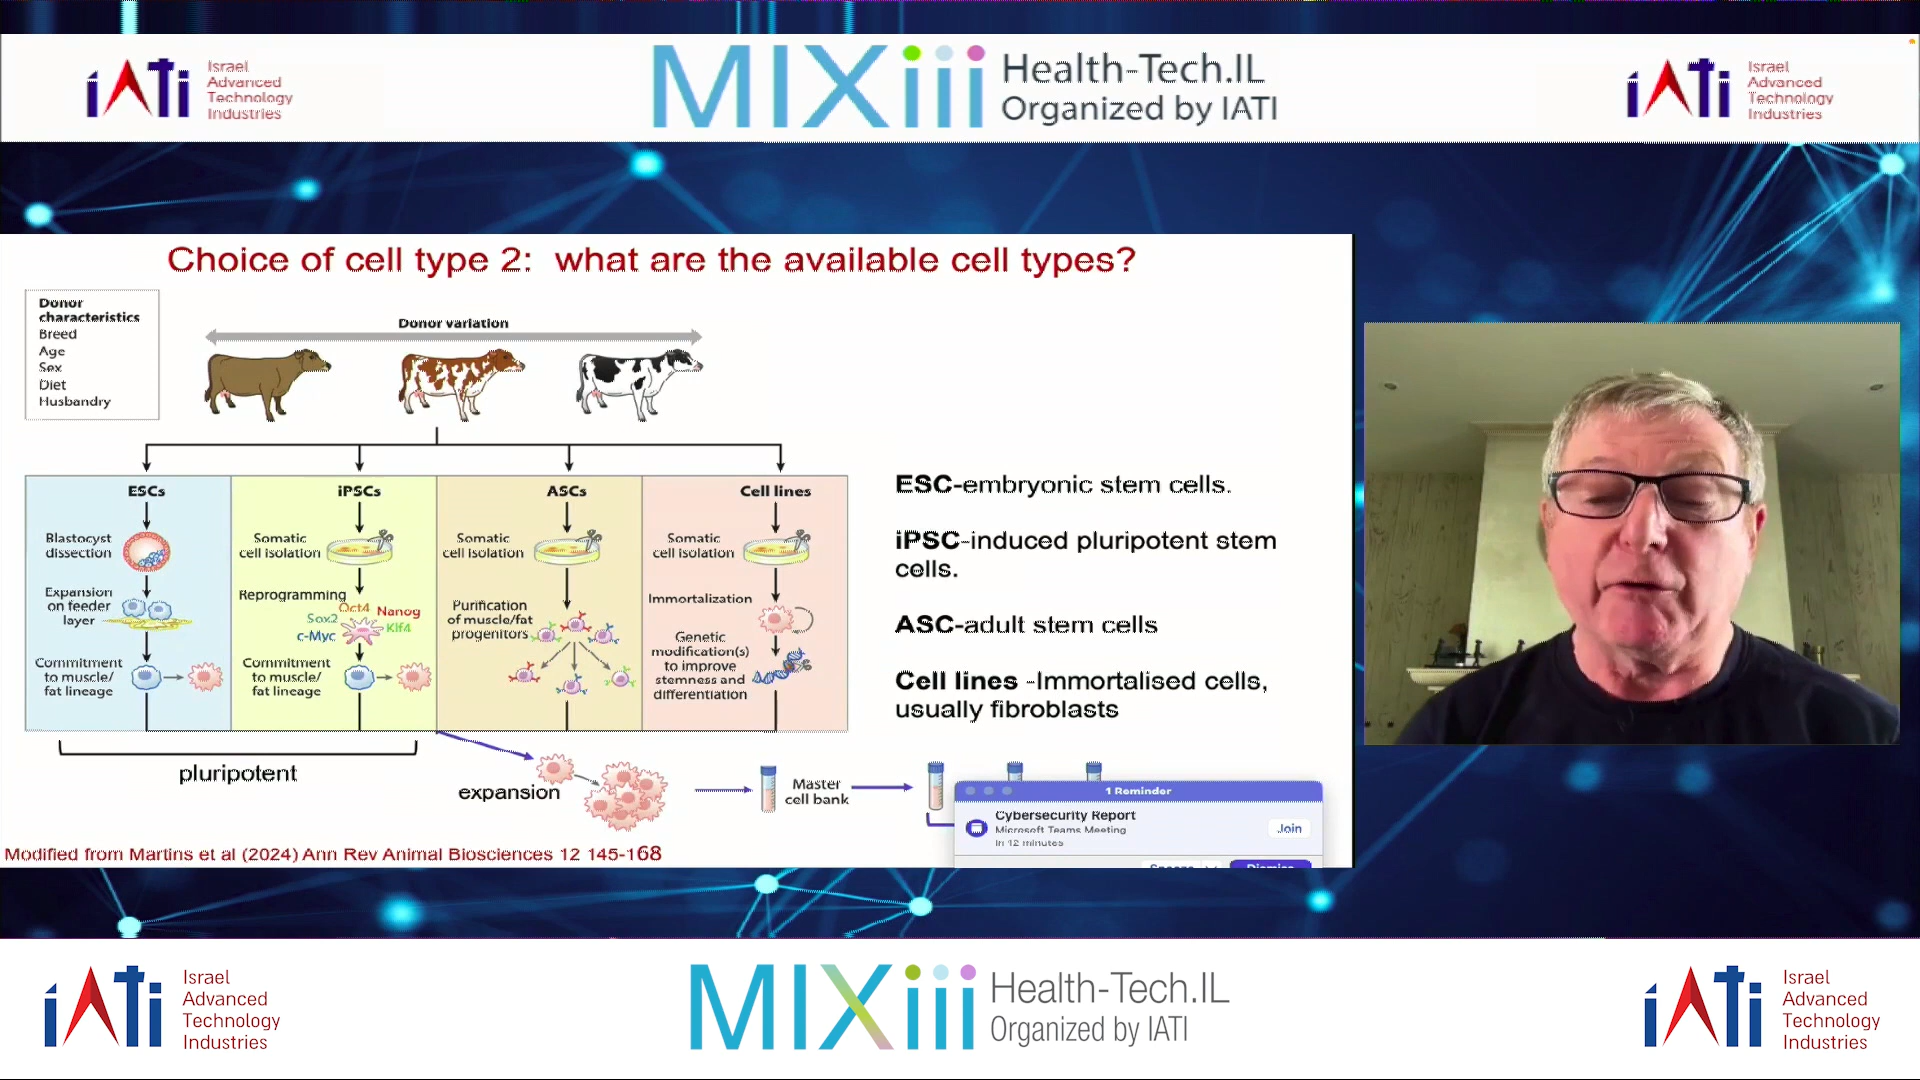 iATi
Israel
Advanced
Technology
Industries
MIXiii
Health-Tech.IL
Organized by IATI
iATi
Israel
Advanced
Technology
Industries
Choice of cell type 2: what are the available cell types?
Donor
characteristics
Breed
Age
Sex
Diet
Husbandry
Donor variation
ESCs
Blastocyst
dissection
Expansion
on feeder
layer
Commitment
to muscle/
fat lineage
iPSCs
Somatic
cell isolation
Reprogramming
Oct4
Sox2
Nanog
c-Myc
Klf4
Commitment
to muscle/
fat lineage
ASCs
Somatic
cell isolation
Purification
of muscle/fat
progenitors
Cell lines
Somatic
cell isolation
Immortalization
Genetic
modification(s)
to improve
stemness and
differentiation
ESC-embryonic stem cells.
iPSC-induced pluripotent stem
cells.
ASC-adult stem cells
Cell lines -Immortalised cells,
usually fibroblasts
pluripotent
expansion
Master
cell bank
1 Reminder
Cybersecurity Report
Microsoft Teams Meeting
In 12 minutes
Join
Snooze
Dismiss
Modified from Martins et al (2024) Ann Rev Animal Biosciences 12 145-168
iATi
Israel
Advanced
Technology
Industries
MIXiii
Health-Tech.IL
Organized by IATI
iATi
Israel
Advanced
Technology
Industries